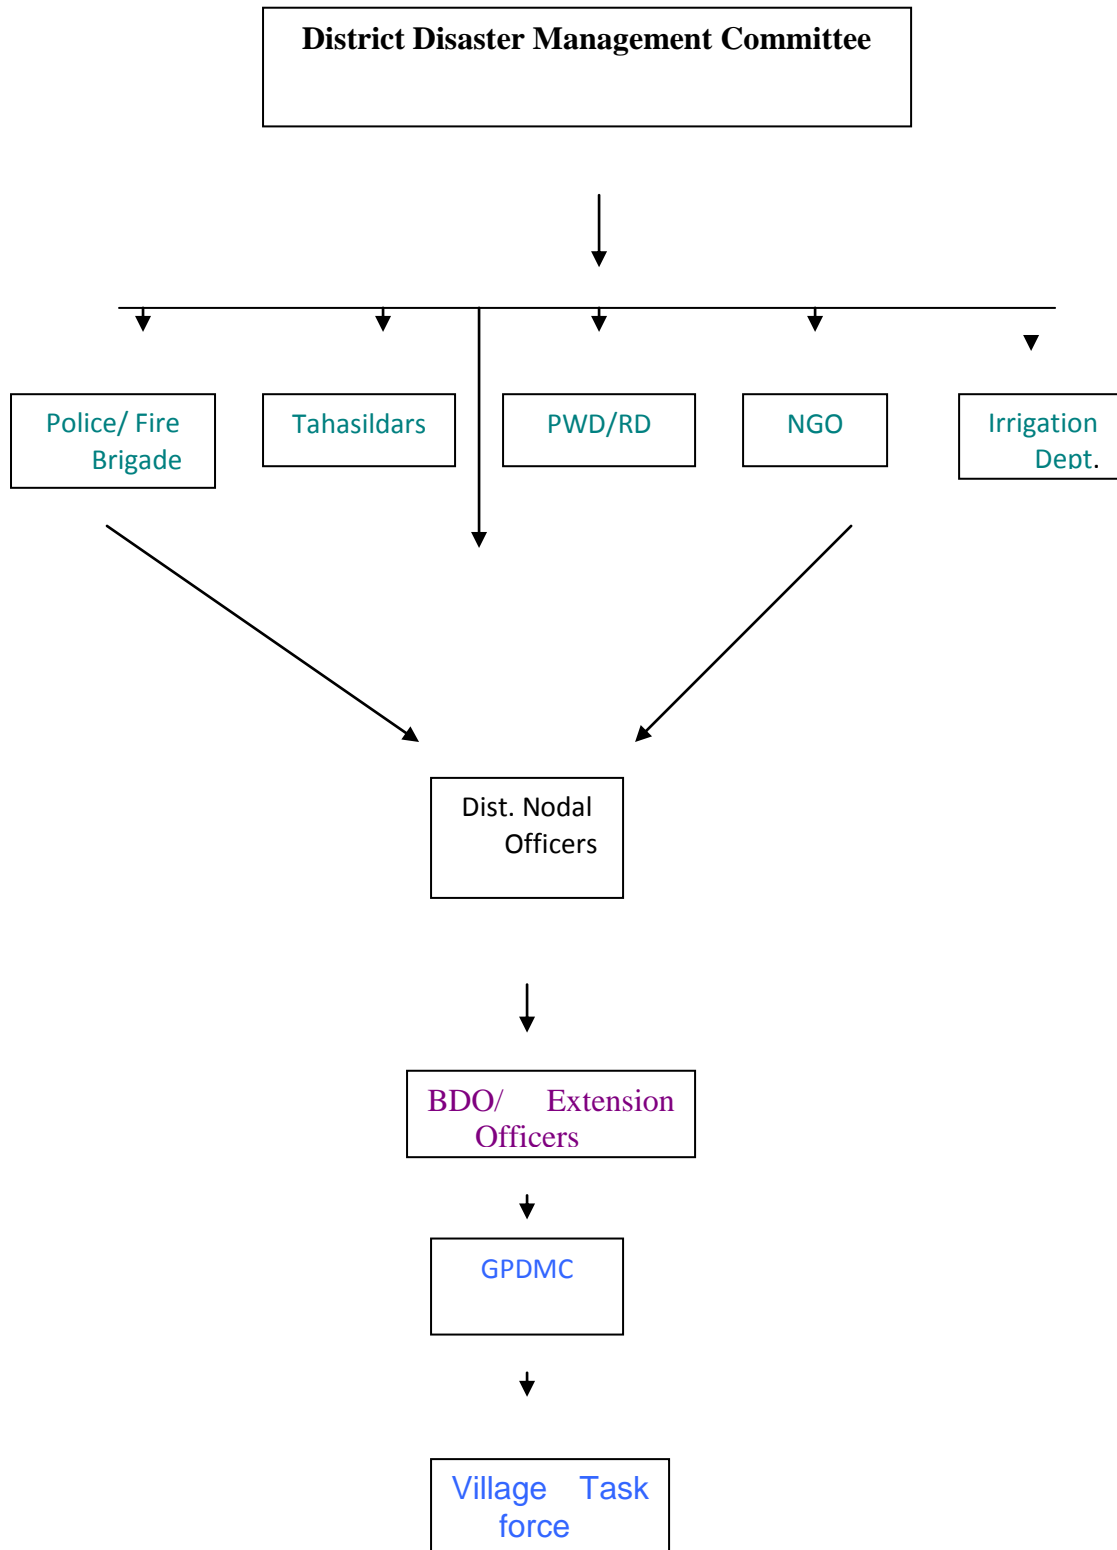 District Disaster Management Committee
Police/ Fire
Brigade
Tahasildars
PWD/RD
NGO
Irrigation
Dept.
Dist. Nodal
Officers
BDO/ Extension
Officers
GPDMC
Village Task
force